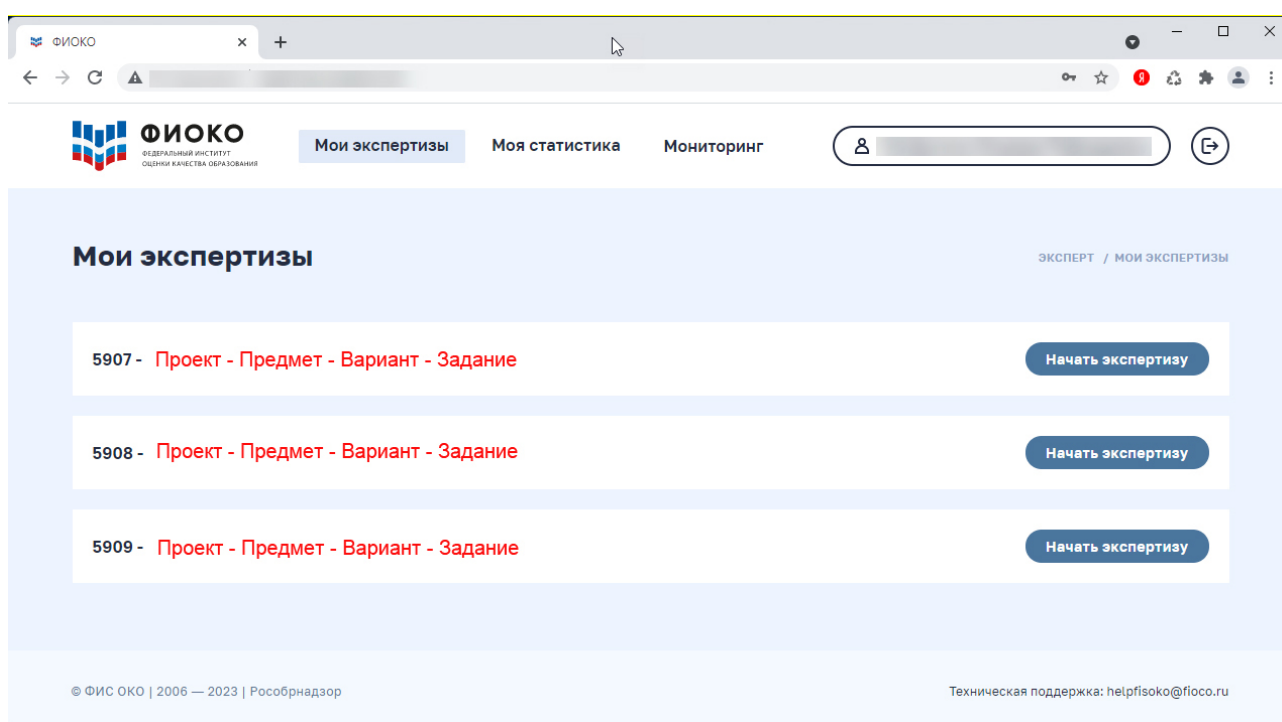 ФИОКО
ФИОКО
ФЕДЕРАЛЬНЫЙ ИНСТИТУТ
ОЦЕНКИ КАЧЕСТВА ОБРАЗОВАНИЯ
Мои экспертизы
Моя статистика
Мониторинг
Мои экспертизы
ЭКСПЕРТ / МОИ ЭКСПЕРТИЗЫ
5907 - Проект - Предмет - Вариант - Задание
Начать экспертизу
5908 - Проект - Предмет - Вариант - Задание
Начать экспертизу
5909 - Проект - Предмет - Вариант - Задание
Начать экспертизу
© ФИС ОКО | 2006 — 2023 | Рособрнадзор
Техническая поддержка: helpfisoko@fioco.ru